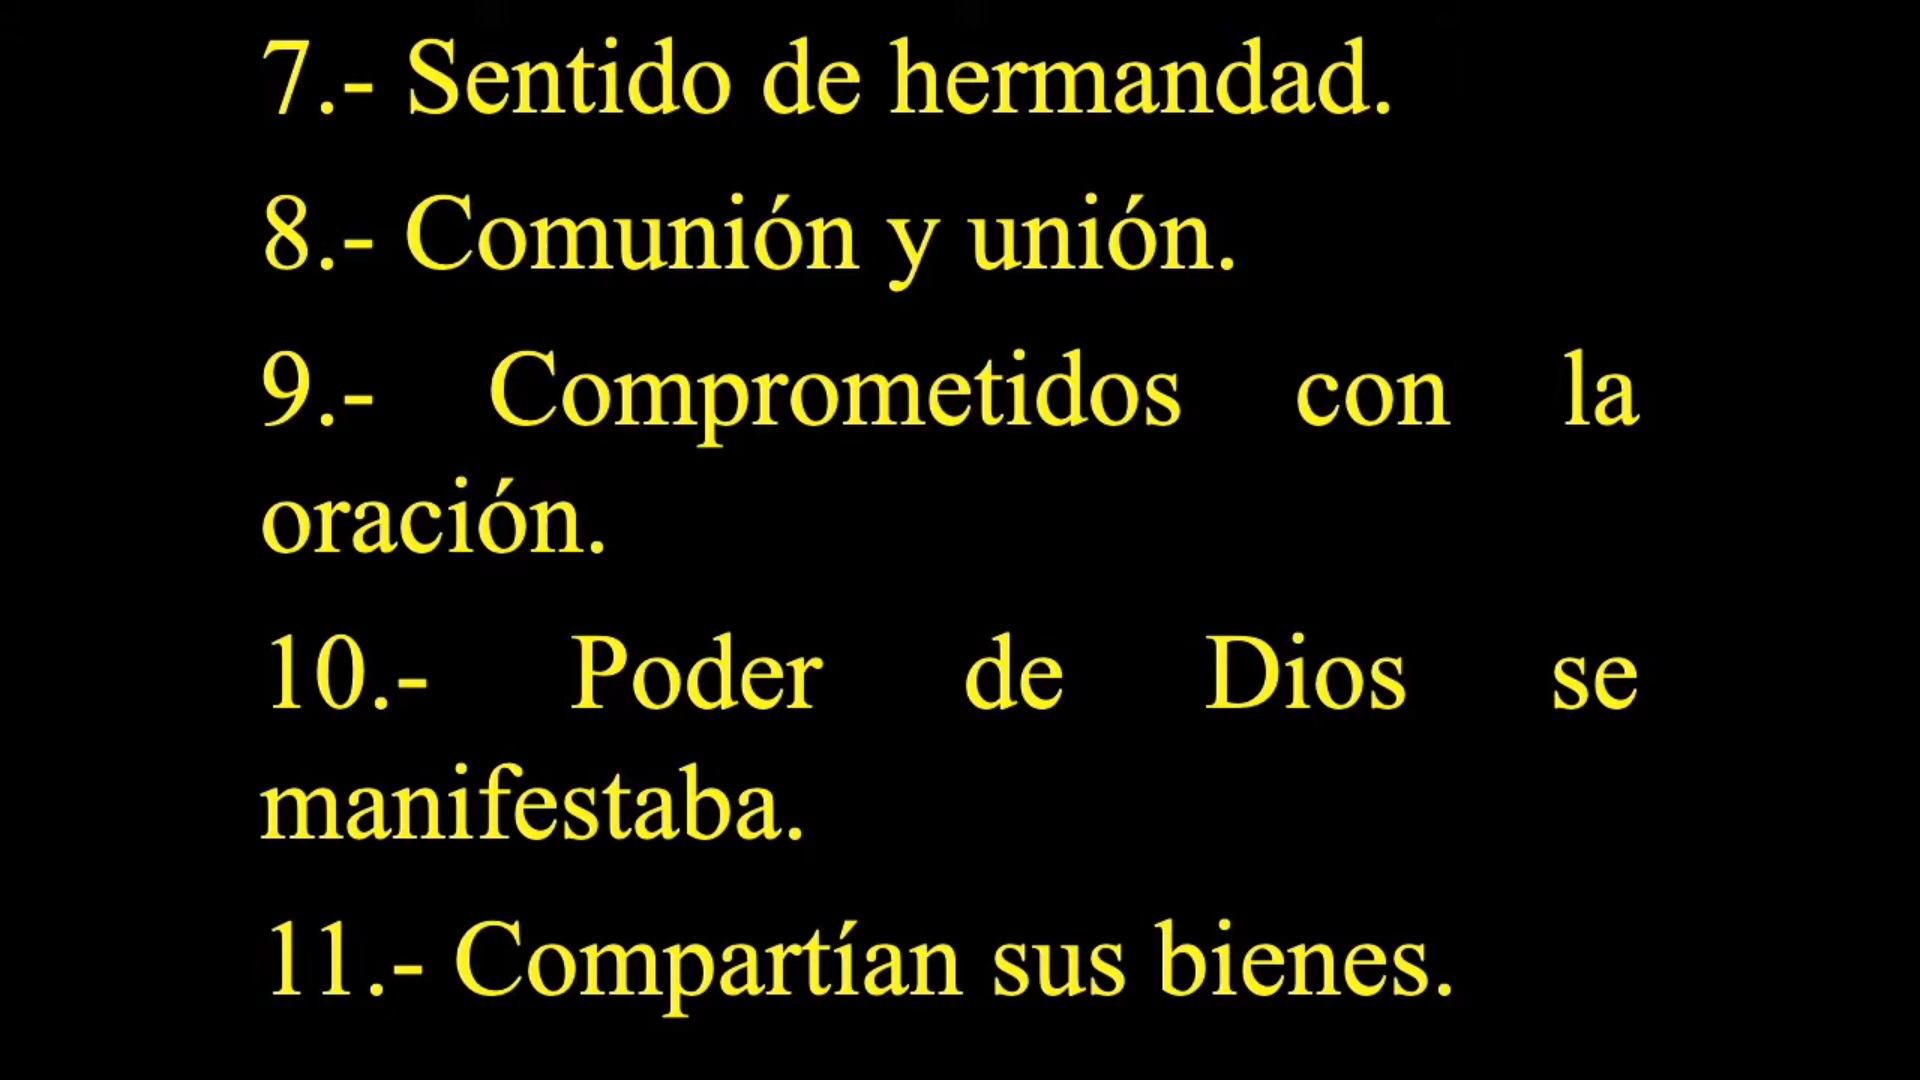 7.- Sentido de hermandad.
8.- Comunión y unión.
9.- Comprometidos con la
oración.
10.- Poder de Dios se
manifestaba.
11.- Compartían sus bienes.